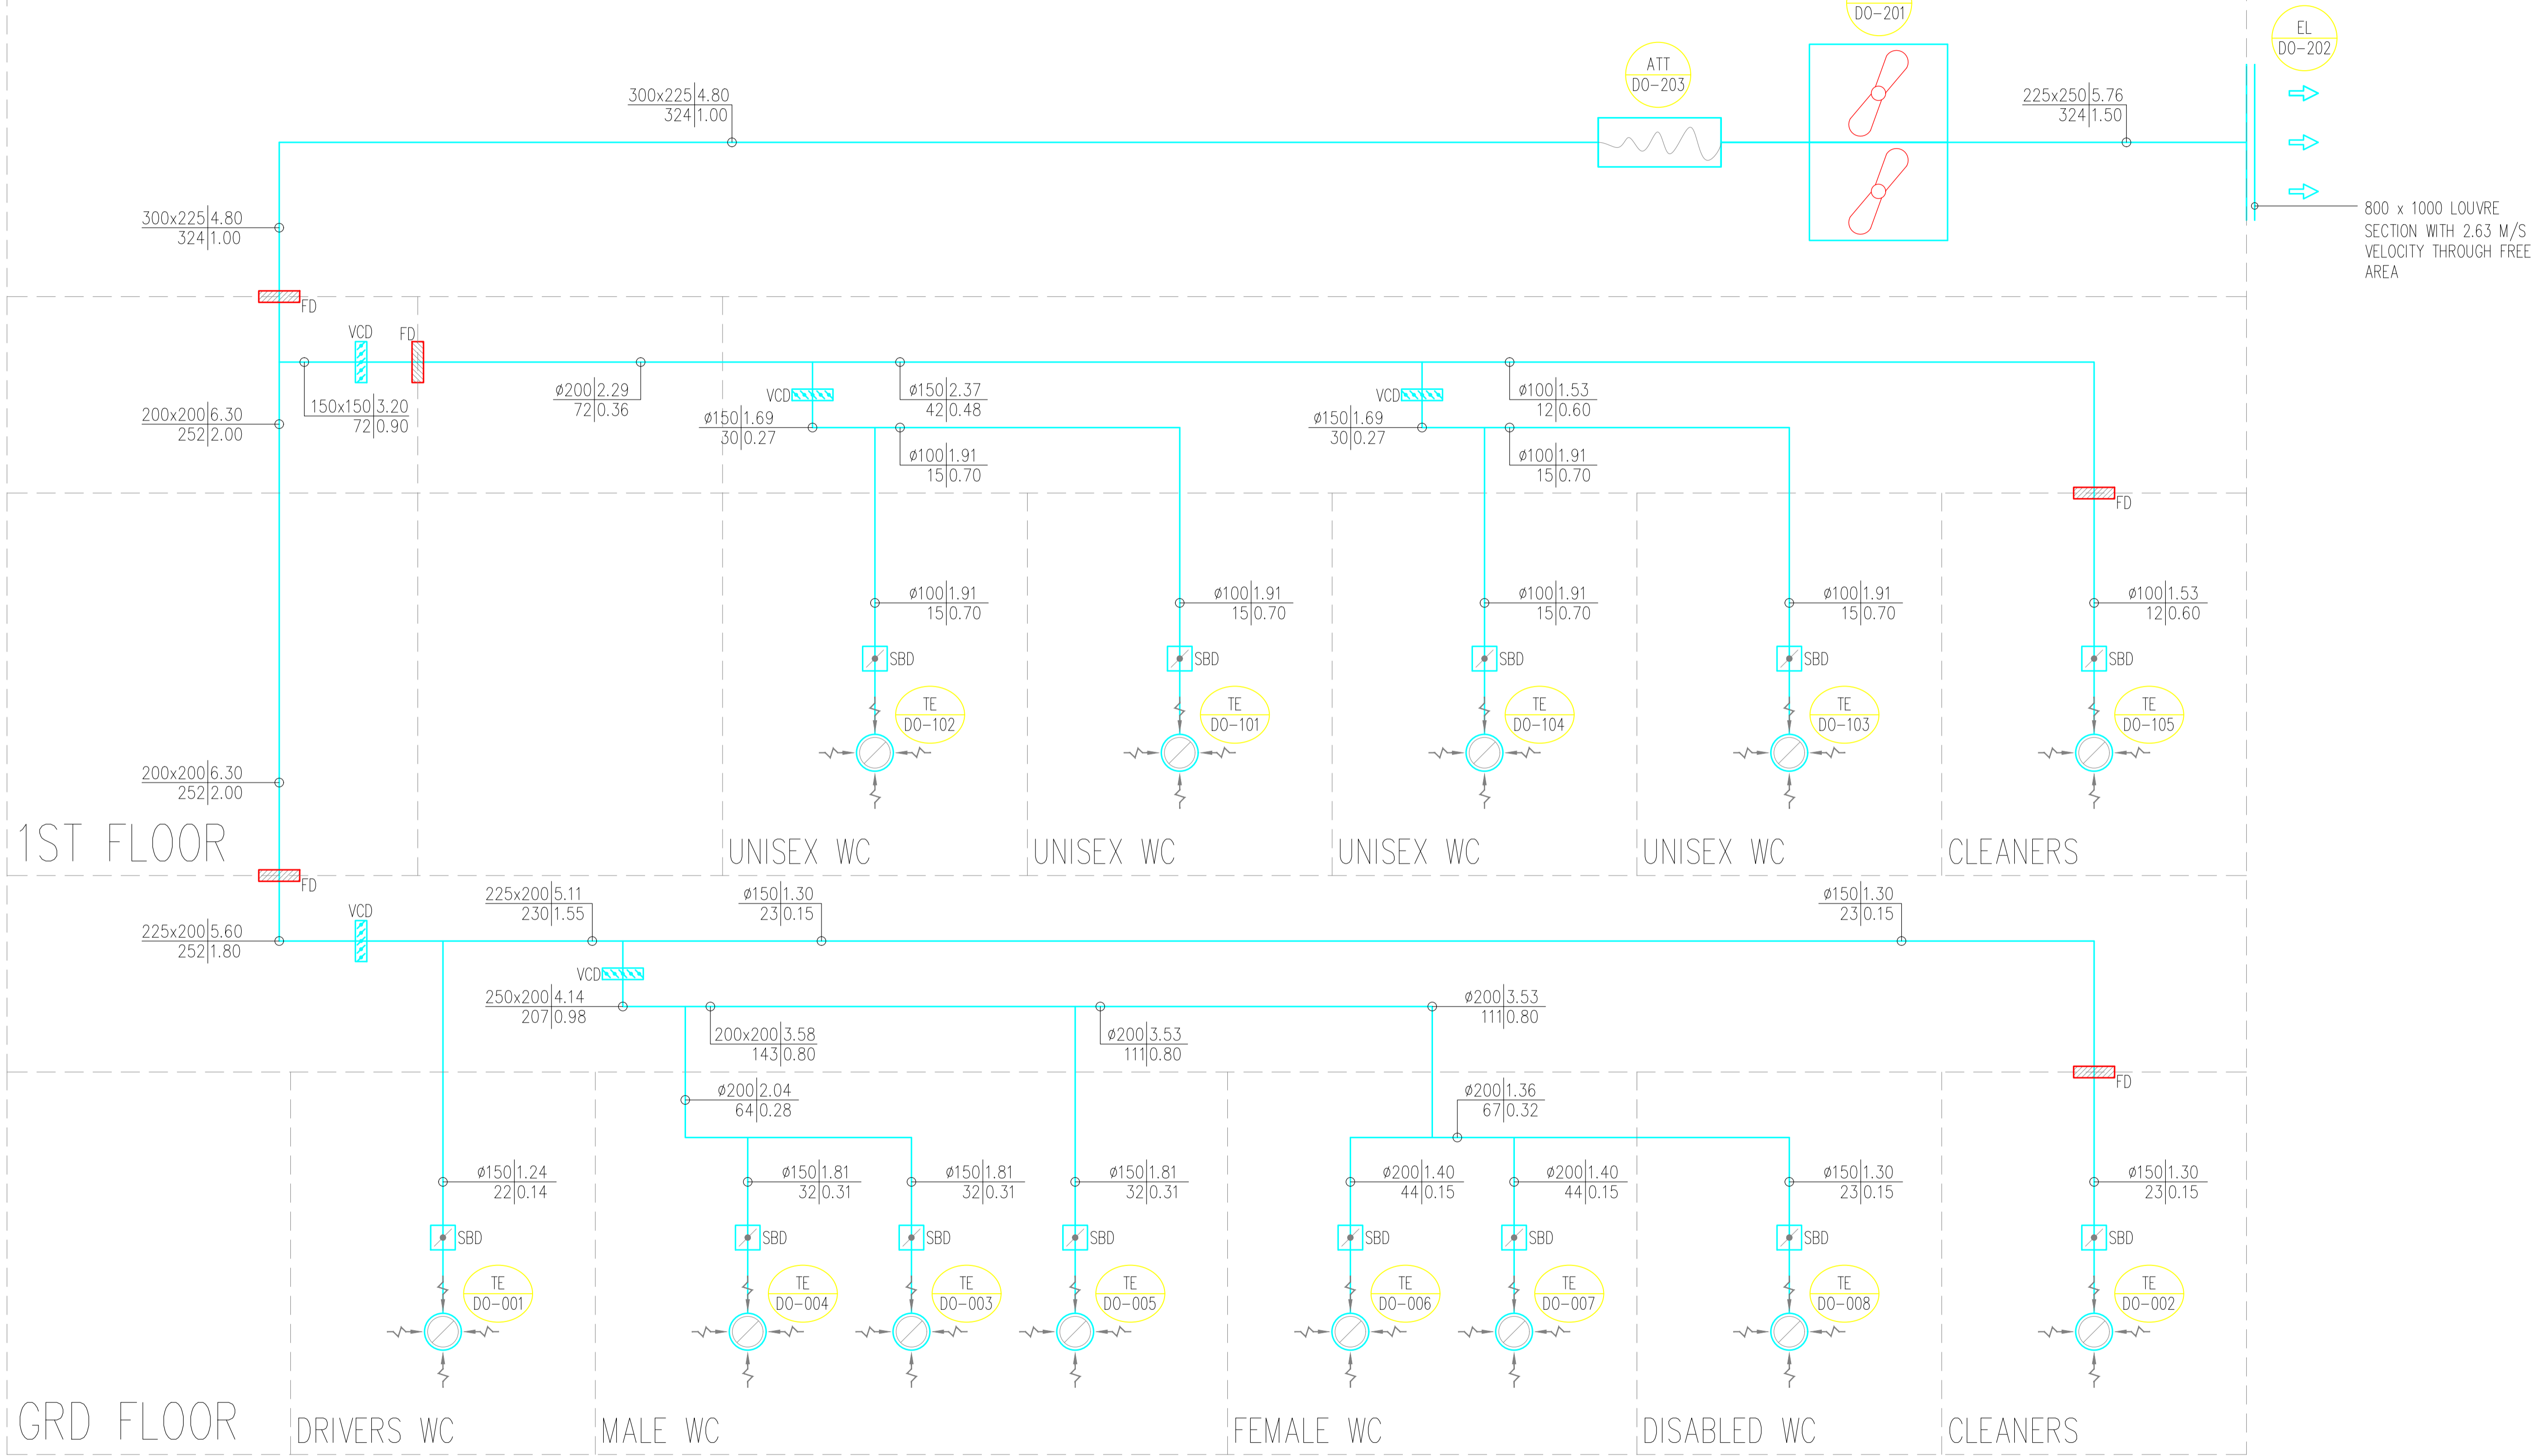 DO-201
EL
DO-202
ATT
DO-203
300x225 4.80
324 1.00
225x250 5.76
324 1.50
800 x 1000 LOUVRE
SECTION WITH 2.63 M/S
VELOCITY THROUGH FREE
AREA
300x225 4.80
324 1.00
FD
VCD
FD
150x150 3.20
72 0.90
ø200 2.29
72 0.36
VCD
ø150 2.37
42 0.48
VCD
ø100 1.53
12 0.60
200x200 6.30
252 2.00
ø150 1.69
30 0.27
ø100 1.91
15 0.70
ø150 1.69
30 0.27
ø100 1.91
15 0.70
FD
ø100 1.91
15 0.70
ø100 1.91
15 0.70
ø100 1.91
15 0.70
ø100 1.91
15 0.70
ø100 1.53
12 0.60
SBD
SBD
SBD
SBD
SBD
TE
DO-102
TE
DO-101
TE
DO-104
TE
DO-103
TE
DO-105
200x200 6.30
252 2.00
1ST FLOOR
UNISEX WC
UNISEX WC
UNISEX WC
UNISEX WC
CLEANERS
FD
VCD
225x200 5.11
230 1.55
ø150 1.30
23 0.15
ø150 1.30
23 0.15
225x200 5.60
252 1.80
VCD
250x200 4.14
207 0.98
200x200 3.58
143 0.80
ø200 3.53
111 0.80
ø200 3.53
111 0.80
FD
ø200 2.04
64 0.28
ø200 1.36
67 0.32
ø150 1.24
22 0.14
ø150 1.81
32 0.31
ø150 1.81
32 0.31
ø150 1.81
32 0.31
ø200 1.40
44 0.15
ø200 1.40
44 0.15
ø150 1.30
23 0.15
ø150 1.30
23 0.15
SBD
SBD
SBD
SBD
SBD
SBD
SBD
SBD
TE
DO-001
TE
DO-004
TE
DO-003
TE
DO-005
TE
DO-006
TE
DO-007
TE
DO-008
TE
DO-002
GRD FLOOR
DRIVERS WC
MALE WC
FEMALE WC
DISABLED WC
CLEANERS